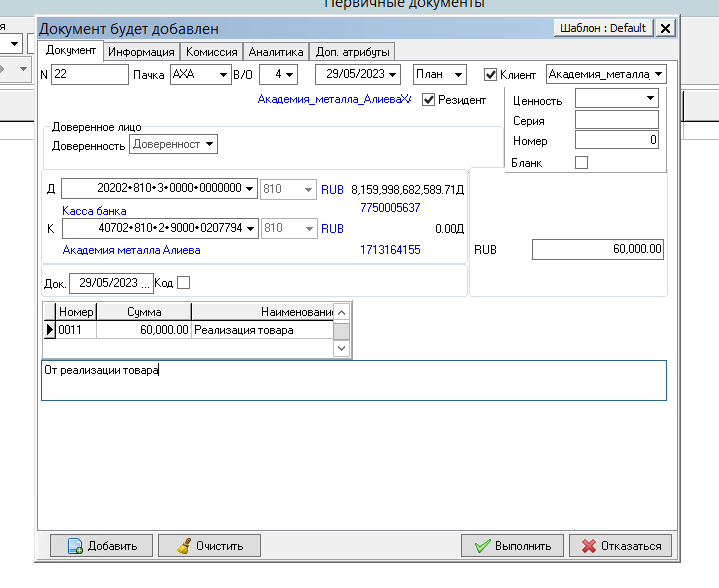 Первичные документы
я
Документ будет добавлен
Шаблон : Default
Документ Информация Комиссия Аналитика Доп. атрибуты
N 22 Пачка AXA В/О 4 29/05/2023 План Клиент Академия_металла_
Академия_металла_АлиеваХА Резидент
Ценность
Серия
Номер 0
Бланк
Доверенное лицо
Доверенность Доверенност
Д 20202*810*3*0000*0000000 810 RUB 8,159,998,682,589.71Д
Касса банка 7750005637
К 40702*810*2*9000*0207794 810 RUB 0.00Д
Академия металла Алиева 1713164155
RUB 60,000.00
Док. 29/05/2023 ... Код
Номер Сумма Наименование
0011 60,000.00 Реализация товара
От реализации товара
Добавить Очистить Выполнить Отказаться